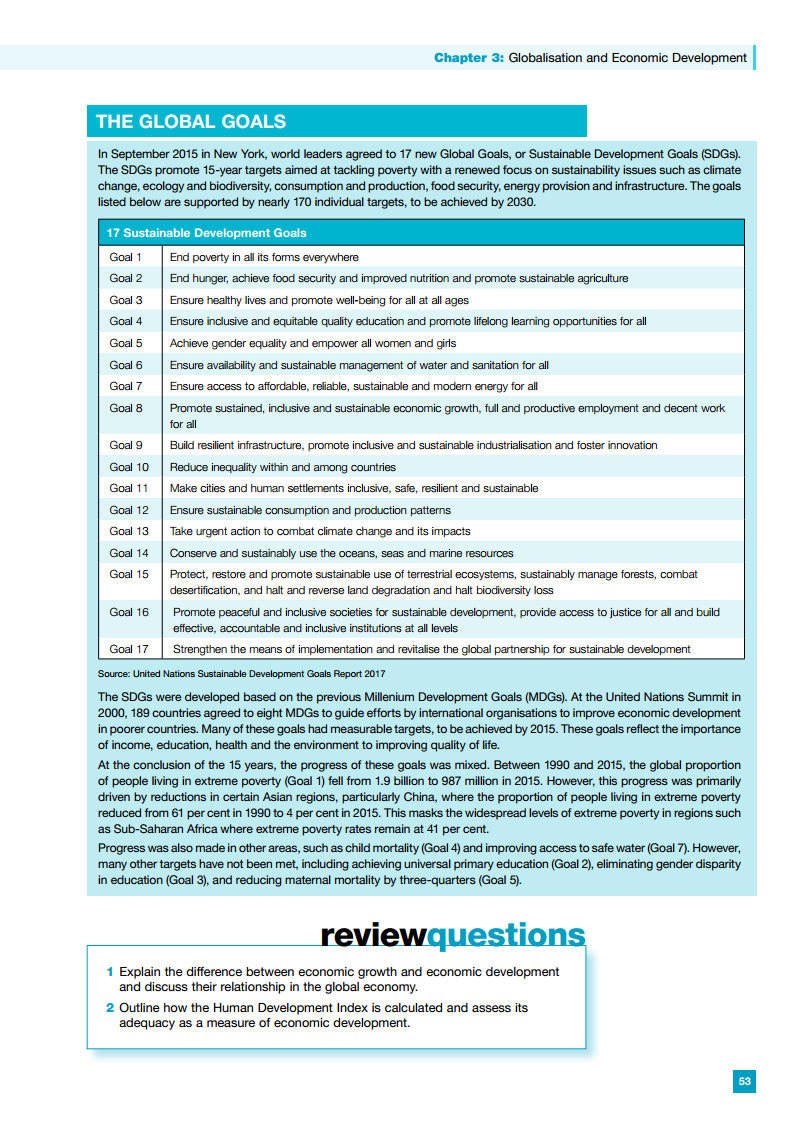 Chapter 3: Globalisation and Economic Development
THE GLOBAL GOALS
In September 2015 in New York, world leaders agreed to 17 new Global Goals, or Sustainable Development Goals (SDGs).
The SDGs promote 15-year targets aimed at tackling poverty with a renewed focus on sustainability issues such as climate
change, ecology and biodiversity, consumption and production, food security, energy provision and infrastructure. The goals
listed below are supported by nearly 170 individual targets, to be achieved by 2030.
17 Sustainable Development Goals
Goal 1 End poverty in all its forms everywhere
Goal 2 End hunger, achieve food security and improved nutrition and promote sustainable agriculture
Goal 3 Ensure healthy lives and promote well-being for all at all ages
Goal 4 Ensure inclusive and equitable quality education and promote lifelong learning opportunities for all
Goal 5 Achieve gender equality and empower all women and girls
Goal 6 Ensure availability and sustainable management of water and sanitation for all
Goal 7 Ensure access to affordable, reliable, sustainable and modern energy for all
Goal 8 Promote sustained, inclusive and sustainable economic growth, full and productive employment and decent work
for all
Goal 9 Build resilient infrastructure, promote inclusive and sustainable industrialisation and foster innovation
Goal 10 Reduce inequality within and among countries
Goal 11 Make cities and human settlements inclusive, safe, resilient and sustainable
Goal 12 Ensure sustainable consumption and production patterns
Goal 13 Take urgent action to combat climate change and its impacts
Goal 14 Conserve and sustainably use the oceans, seas and marine resources
Goal 15 Protect, restore and promote sustainable use of terrestrial ecosystems, sustainably manage forests, combat
desertification, and halt and reverse land degradation and halt biodiversity loss
Goal 16 Promote peaceful and inclusive societies for sustainable development, provide access to justice for all and build
effective, accountable and inclusive institutions at all levels
Goal 17 Strengthen the means of implementation and revitalise the global partnership for sustainable development
Source: United Nations Sustainable Development Goals Report 2017
The SDGs were developed based on the previous Millenium Development Goals (MDGs). At the United Nations Summit in
2000, 189 countries agreed to eight MDGs to guide efforts by international organisations to improve economic development
in poorer countries. Many of these goals had measurable targets, to be achieved by 2015. These goals reflect the importance
of income, education, health and the environment to improving quality of life.
At the conclusion of the 15 years, the progress of these goals was mixed. Between 1990 and 2015, the global proportion
of people living in extreme poverty (Goal 1) fell from 1.9 billion to 987 million in 2015. However, this progress was primarily
driven by reductions in certain Asian regions, particularly China, where the proportion of people living in extreme poverty
reduced from 61 per cent in 1990 to 4 per cent in 2015. This masks the widespread levels of extreme poverty in regions such
as Sub-Saharan Africa where extreme poverty rates remain at 41 per cent.
Progress was also made in other areas, such as child mortality (Goal 4) and improving access to safe water (Goal 7). However,
many other targets have not been met, including achieving universal primary education (Goal 2), eliminating gender disparity
in education (Goal 3), and reducing maternal mortality by three-quarters (Goal 5).
reviewquestions
1 Explain the difference between economic growth and economic development
and discuss their relationship in the global economy.
2 Outline how the Human Development Index is calculated and assess its
adequacy as a measure of economic development.
53